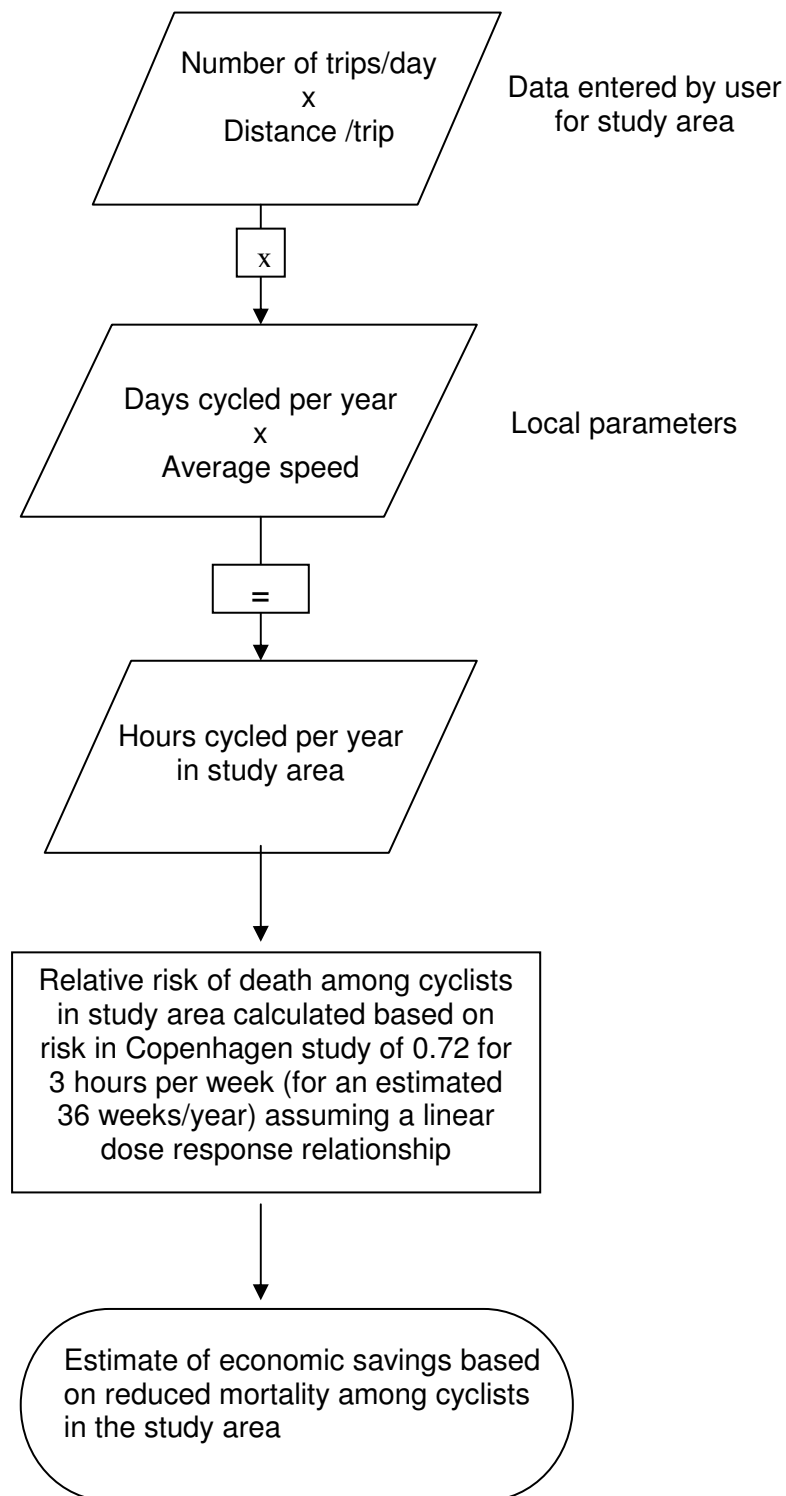 Number of trips/day
x
Distance /trip
Data entered by user
for study area
x
Days cycled per year
x
Average speed
Local parameters
=
Hours cycled per year
in study area
Relative risk of death among cyclists
in study area calculated based on
risk in Copenhagen study of 0.72 for
3 hours per week (for an estimated
36 weeks/year) assuming a linear
dose response relationship
Estimate of economic savings based
on reduced mortality among cyclists
in the study area